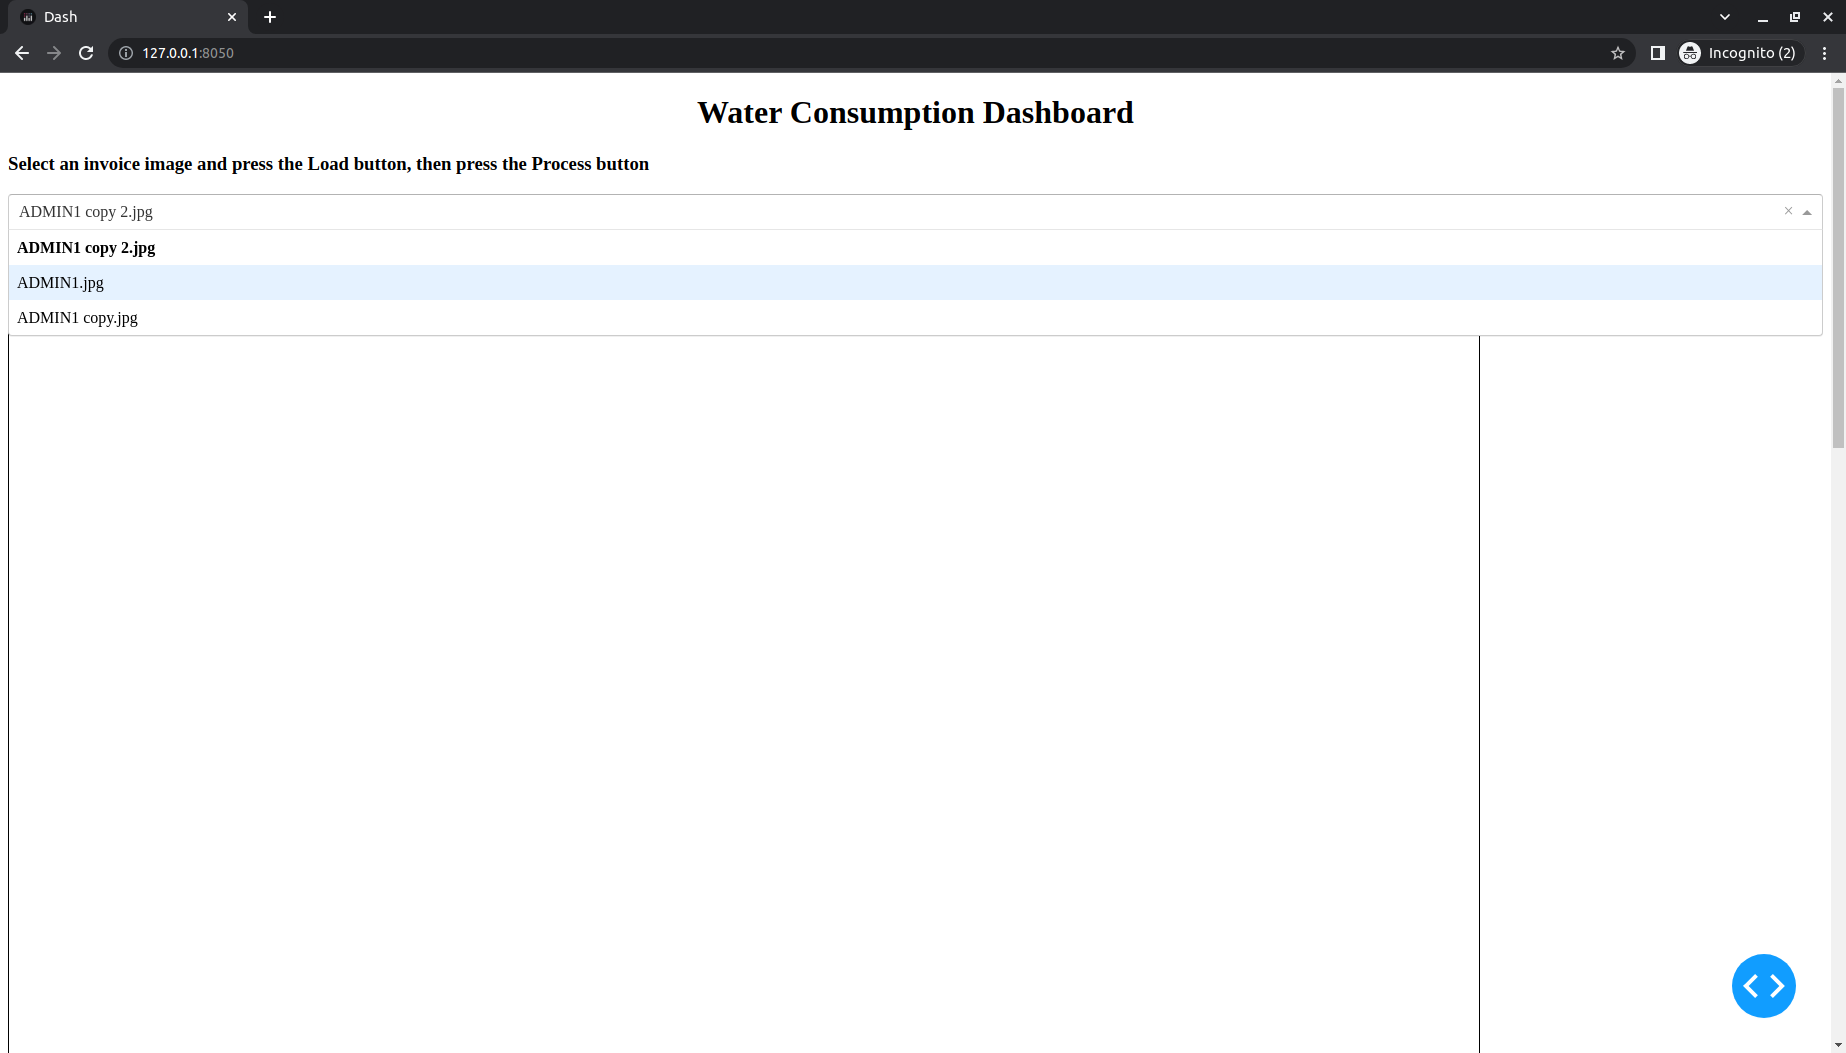 Dash
127.0.0.1:8050
Incognito (2)
Water Consumption Dashboard
Select an invoice image and press the Load button, then press the Process button
ADMIN1 copy 2.jpg
ADMIN1 copy 2.jpg
ADMIN1.jpg
ADMIN1 copy.jpg